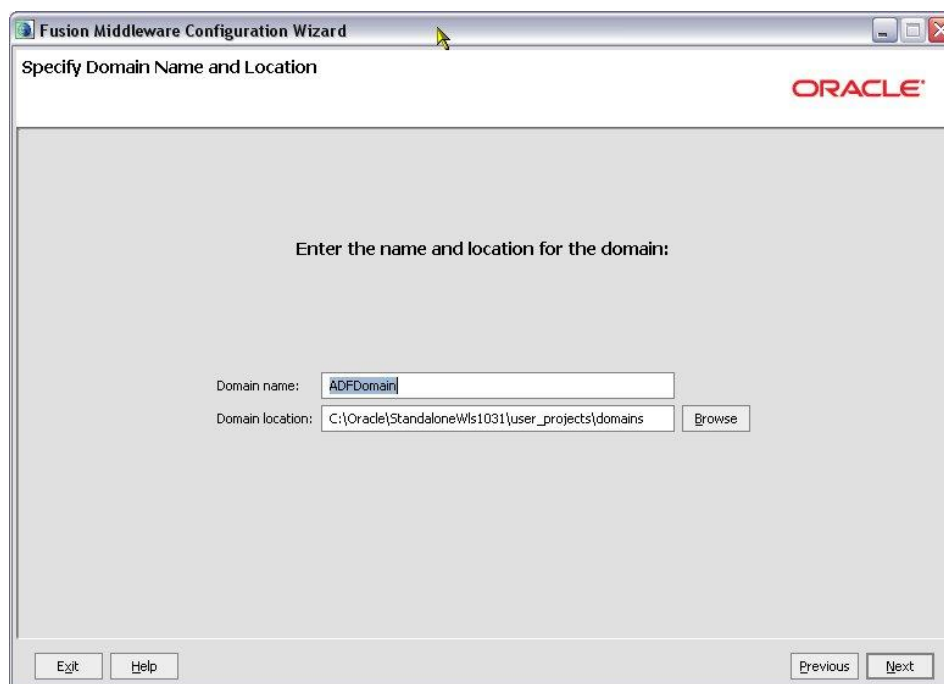 Fusion Middleware Configuration Wizard
Specify Domain Name and Location
ORACLE
Enter the name and location for the domain:
Domain name: ADFDomain
Domain location: C:\Oracle\StandaloneWls1031\user_projects\domains Browse
Exit Help Previous Next